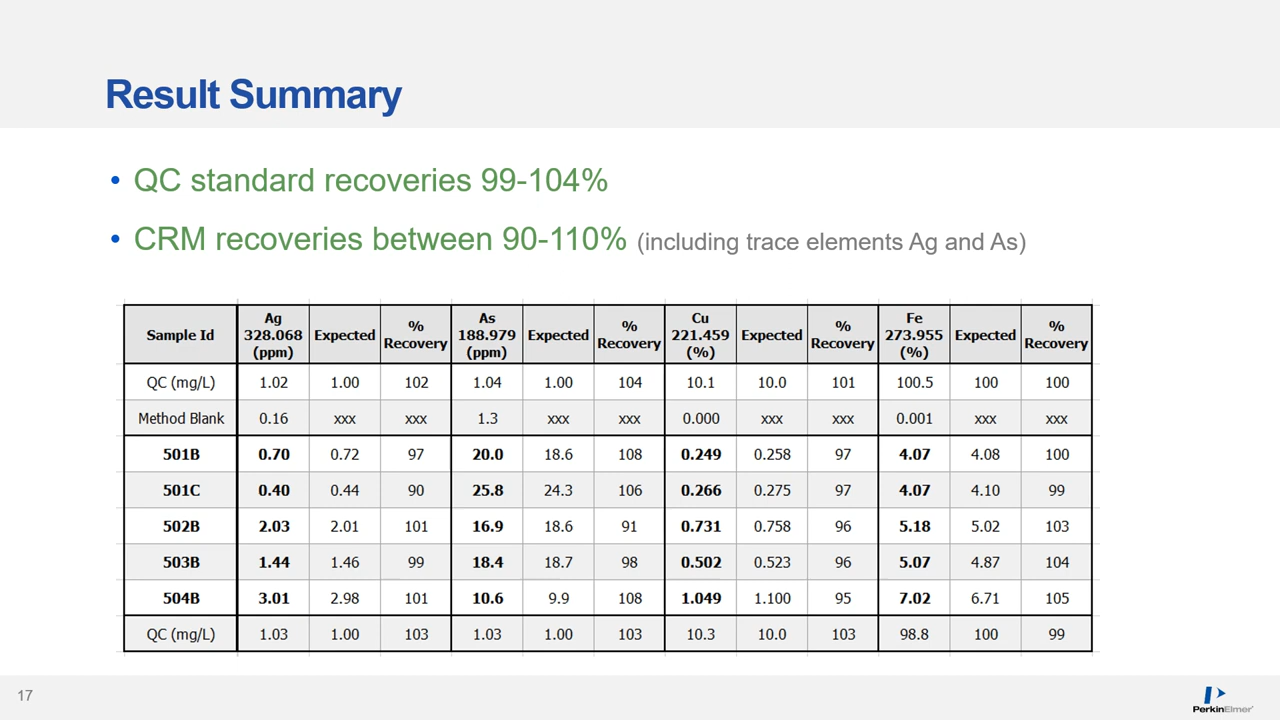 Result Summary
• QC standard recoveries 99-104%
• CRM recoveries between 90-110% (including trace elements Ag and As)
Sample Id Ag 328.068 (ppm) Expected % Recovery As 188.979 (ppm) Expected % Recovery Cu 221.459 (%) Expected % Recovery Fe 273.955 (%) Expected % Recovery
QC (mg/L) 1.02 1.00 102 1.04 1.00 104 10.1 10.0 101 100.5 100 100
Method Blank 0.16 xxx xxx 1.3 xxx xxx 0.000 xxx xxx 0.001 xxx xxx
501B 0.70 0.72 97 20.0 18.6 108 0.249 0.258 97 4.07 4.08 100
501C 0.40 0.44 90 25.8 24.3 106 0.266 0.275 97 4.07 4.10 99
502B 2.03 2.01 101 16.9 18.6 91 0.731 0.758 96 5.18 5.02 103
503B 1.44 1.46 99 18.4 18.7 98 0.502 0.523 96 5.07 4.87 104
504B 3.01 2.98 101 10.6 9.9 108 1.049 1.100 95 7.02 6.71 105
QC (mg/L) 1.03 1.00 103 1.03 1.00 103 10.3 10.0 103 98.8 100 99
17
PerkinElmer